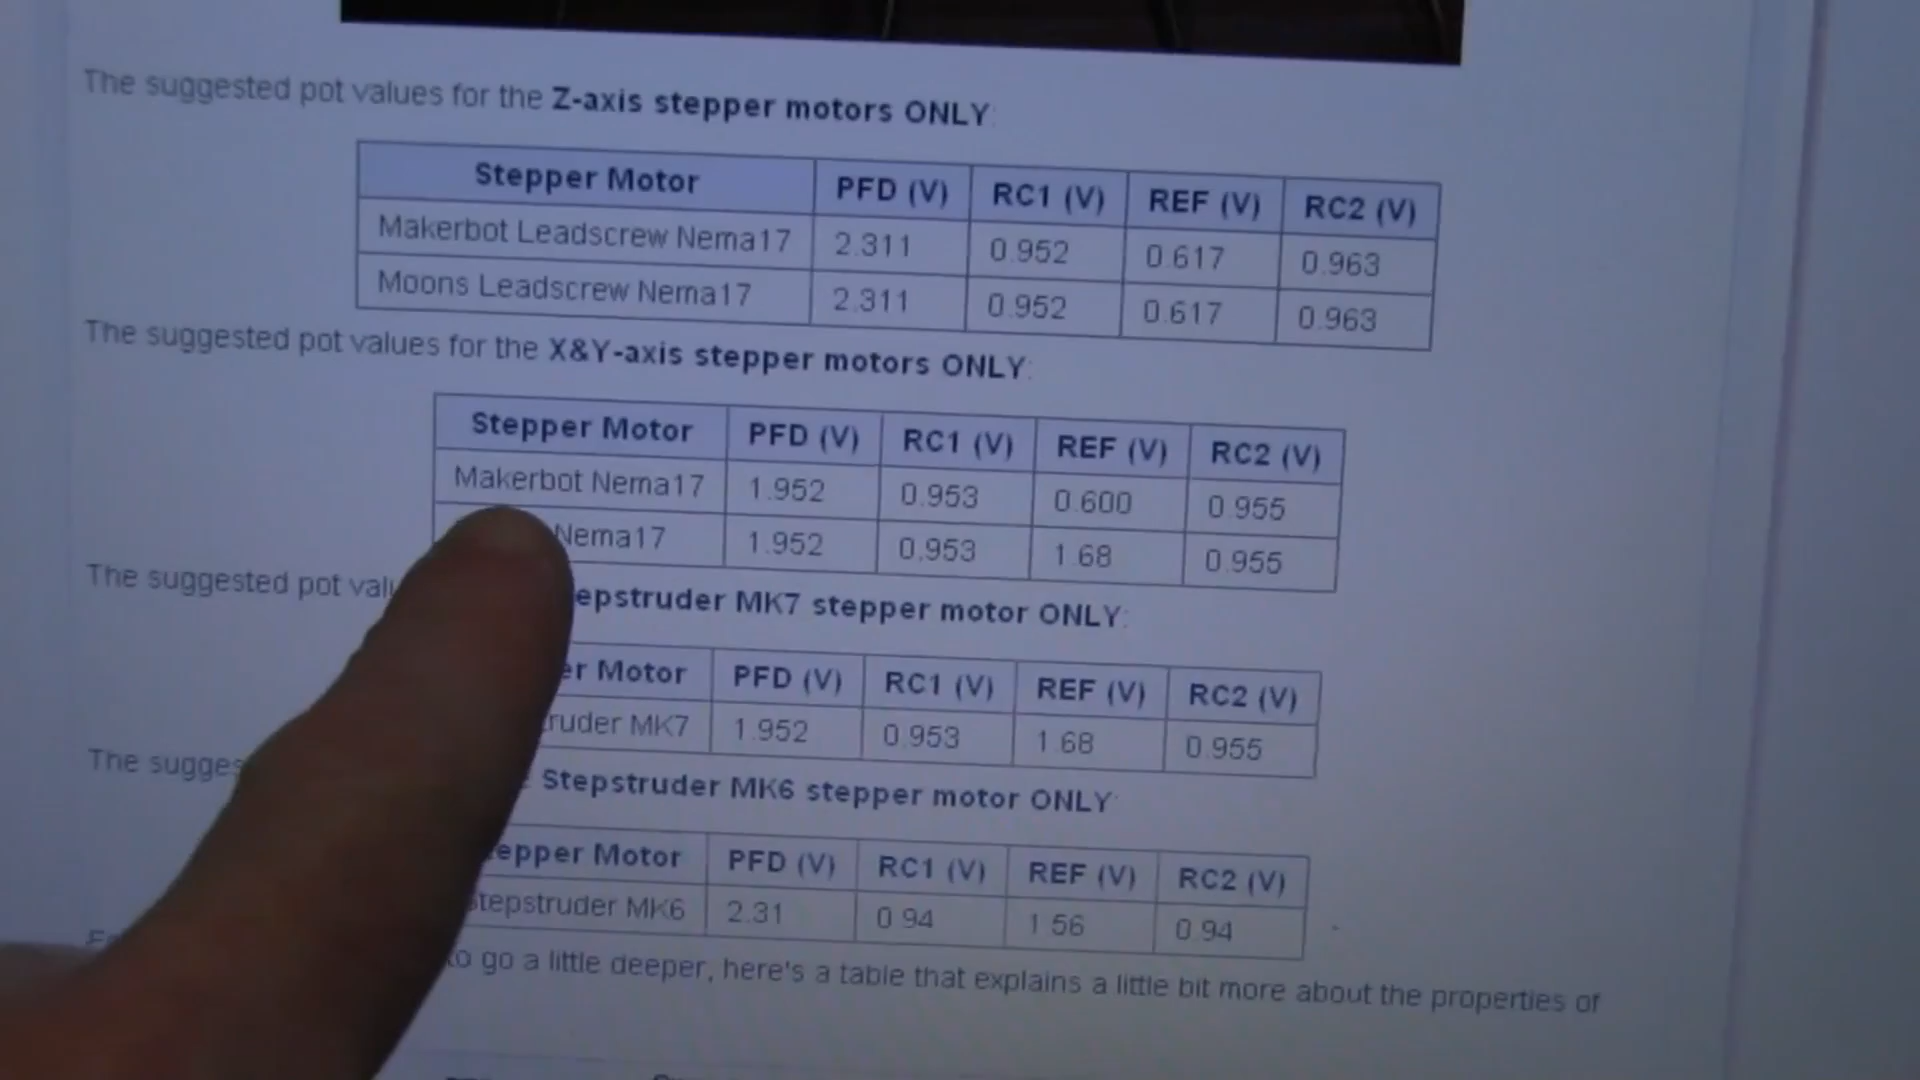 The suggested pot values for the Z-axis stepper motors ONLY:
Stepper Motor PFD (V) RC1 (V) REF (V) RC2 (V)
Makerbot Leadscrew Nema17 2.311 0.952 0.617 0.963
Moons Leadscrew Nema17 2.311 0.952 0.617 0.963
The suggested pot values for the X&Y-axis stepper motors ONLY:
Stepper Motor PFD (V) RC1 (V) REF (V) RC2 (V)
Makerbot Nema17 1.952 0.953 0.600 0.955
Nema17 1.952 0.953 1.68 0.955
The suggested pot MK7 stepper motor ONLY:
Motor PFD (V) RC1 (V) REF (V) RC2 (V)
MK7 1.952 0.953 1.68 0.955
The Stepstruder MK6 stepper motor ONLY:
Motor PFD (V) RC1 (V) REF (V) RC2 (V)
Stepstruder MK6 2.31 0.94 1.56 0.94
to go a little deeper, here's a table that explains a little bit more about the properties of